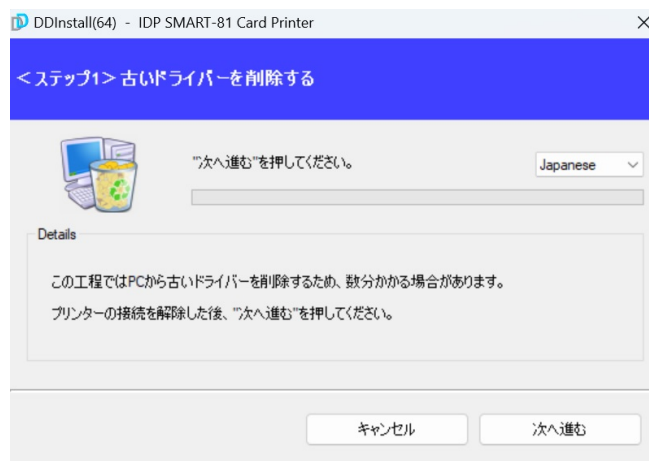 DDInstall(64) - IDP SMART-81 Card Printer
＜ステップ1＞古いドライバーを削除する
"次へ進む"を押してください。
Japanese
Details
この工程ではPCから古いドライバーを削除するため、数分かかる場合があります。
プリンターの接続を解除した後、"次へ進む"を押してください。
キャンセル
次へ進む